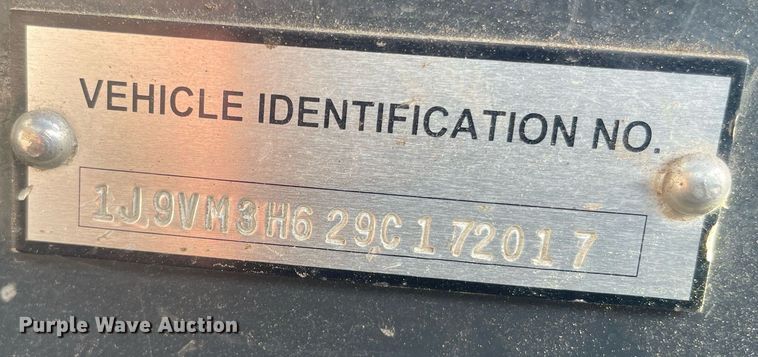 VEHICLE IDENTIFICATION NO.
1J9VM3H629C172017
Purple Wave Auction